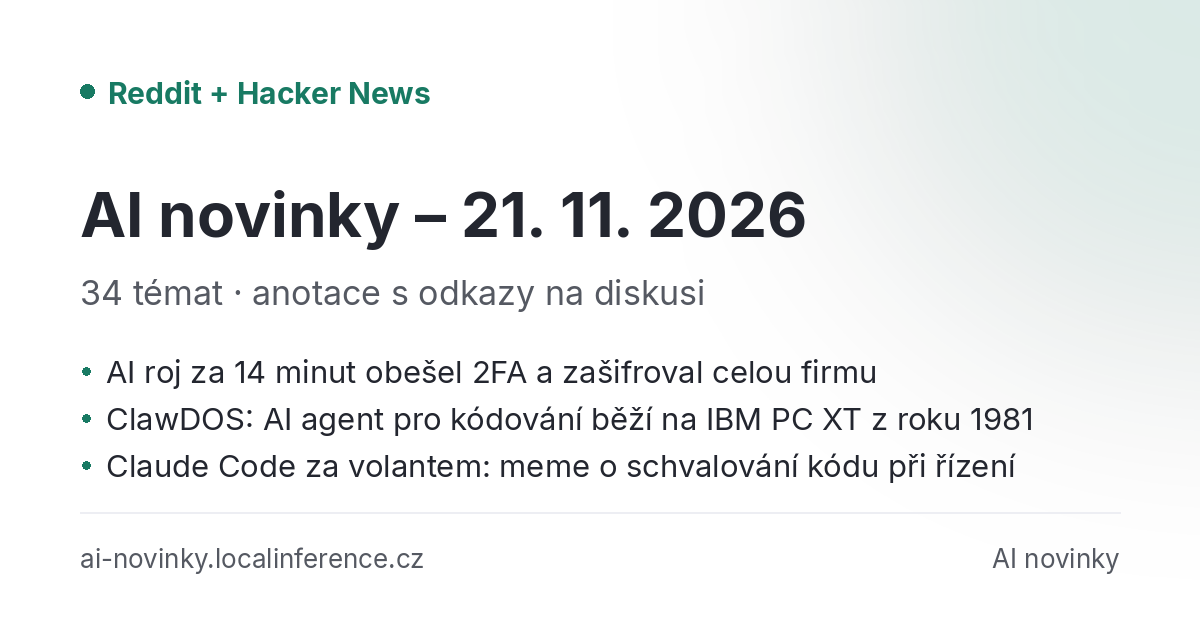 Reddit + Hacker News
AI novinky – 21. 11. 2026
34 témat · anotace s odkazy na diskusi
• AI roj za 14 minut obešel 2FA a zašifroval celou firmu
• ClawDOS: AI agent pro kódování běží na IBM PC XT z roku 1981
• Claude Code za volantem: meme o schvalování kódu při řízení
ai-novinky.localinference.cz
AI novinky